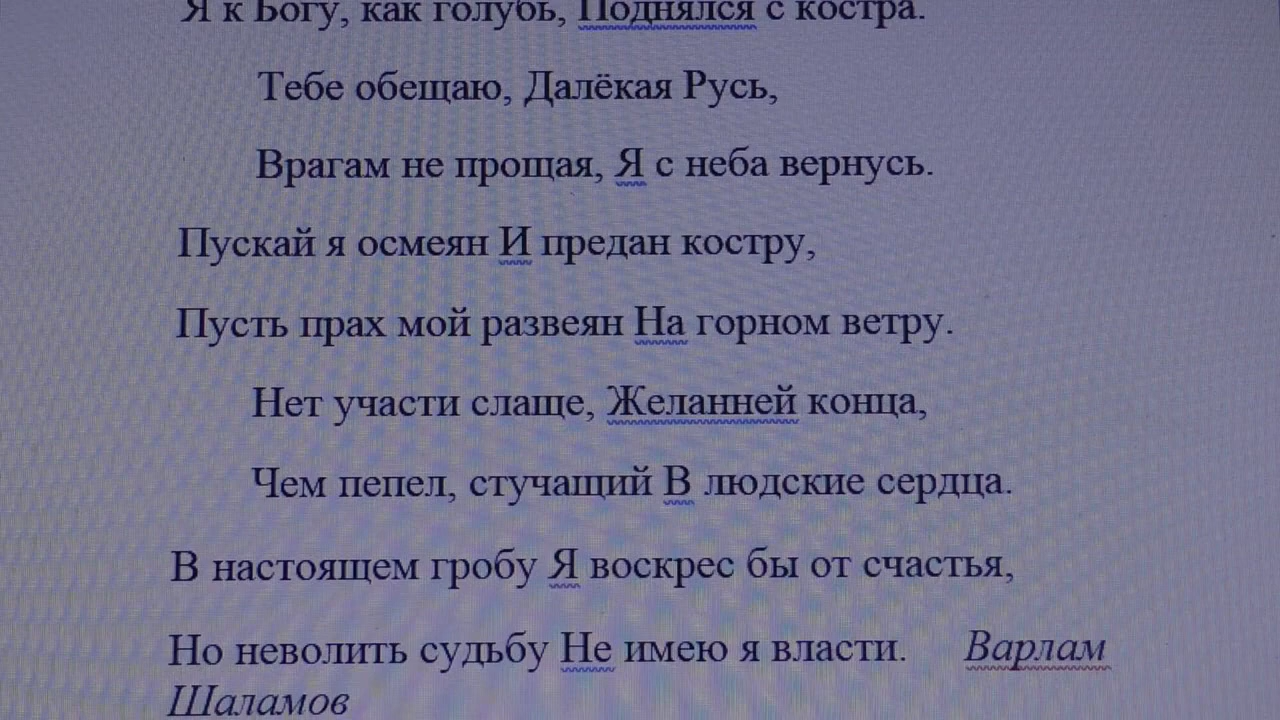 Я к Богу, как голубь, Поднялся с костра.
Тебе обещаю, Далёкая Русь,
Врагам не прощая, Я с неба вернусь.
Пускай я осмеян И предан костру,
Пусть прах мой развеян На горном ветру.
Нет участи слаще, Желанней конца,
Чем пепел, стучащий В людские сердца.
В настоящем гробу Я воскрес бы от счастья,
Но неволить судьбу Не имею я власти. Варлам
Шаламов